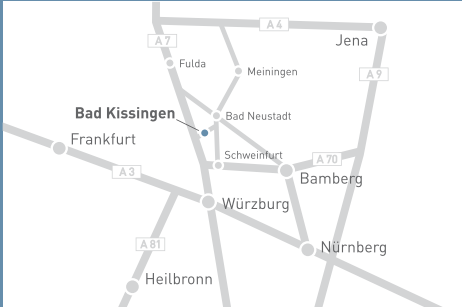 A 4
Jena
A 7
Fulda
Meiningen
A 9
Bad Kissingen
Bad Neustadt
Frankfurt
Schweinfurt
A 70
A 3
Bamberg
Würzburg
A 81
Nürnberg
Heilbronn